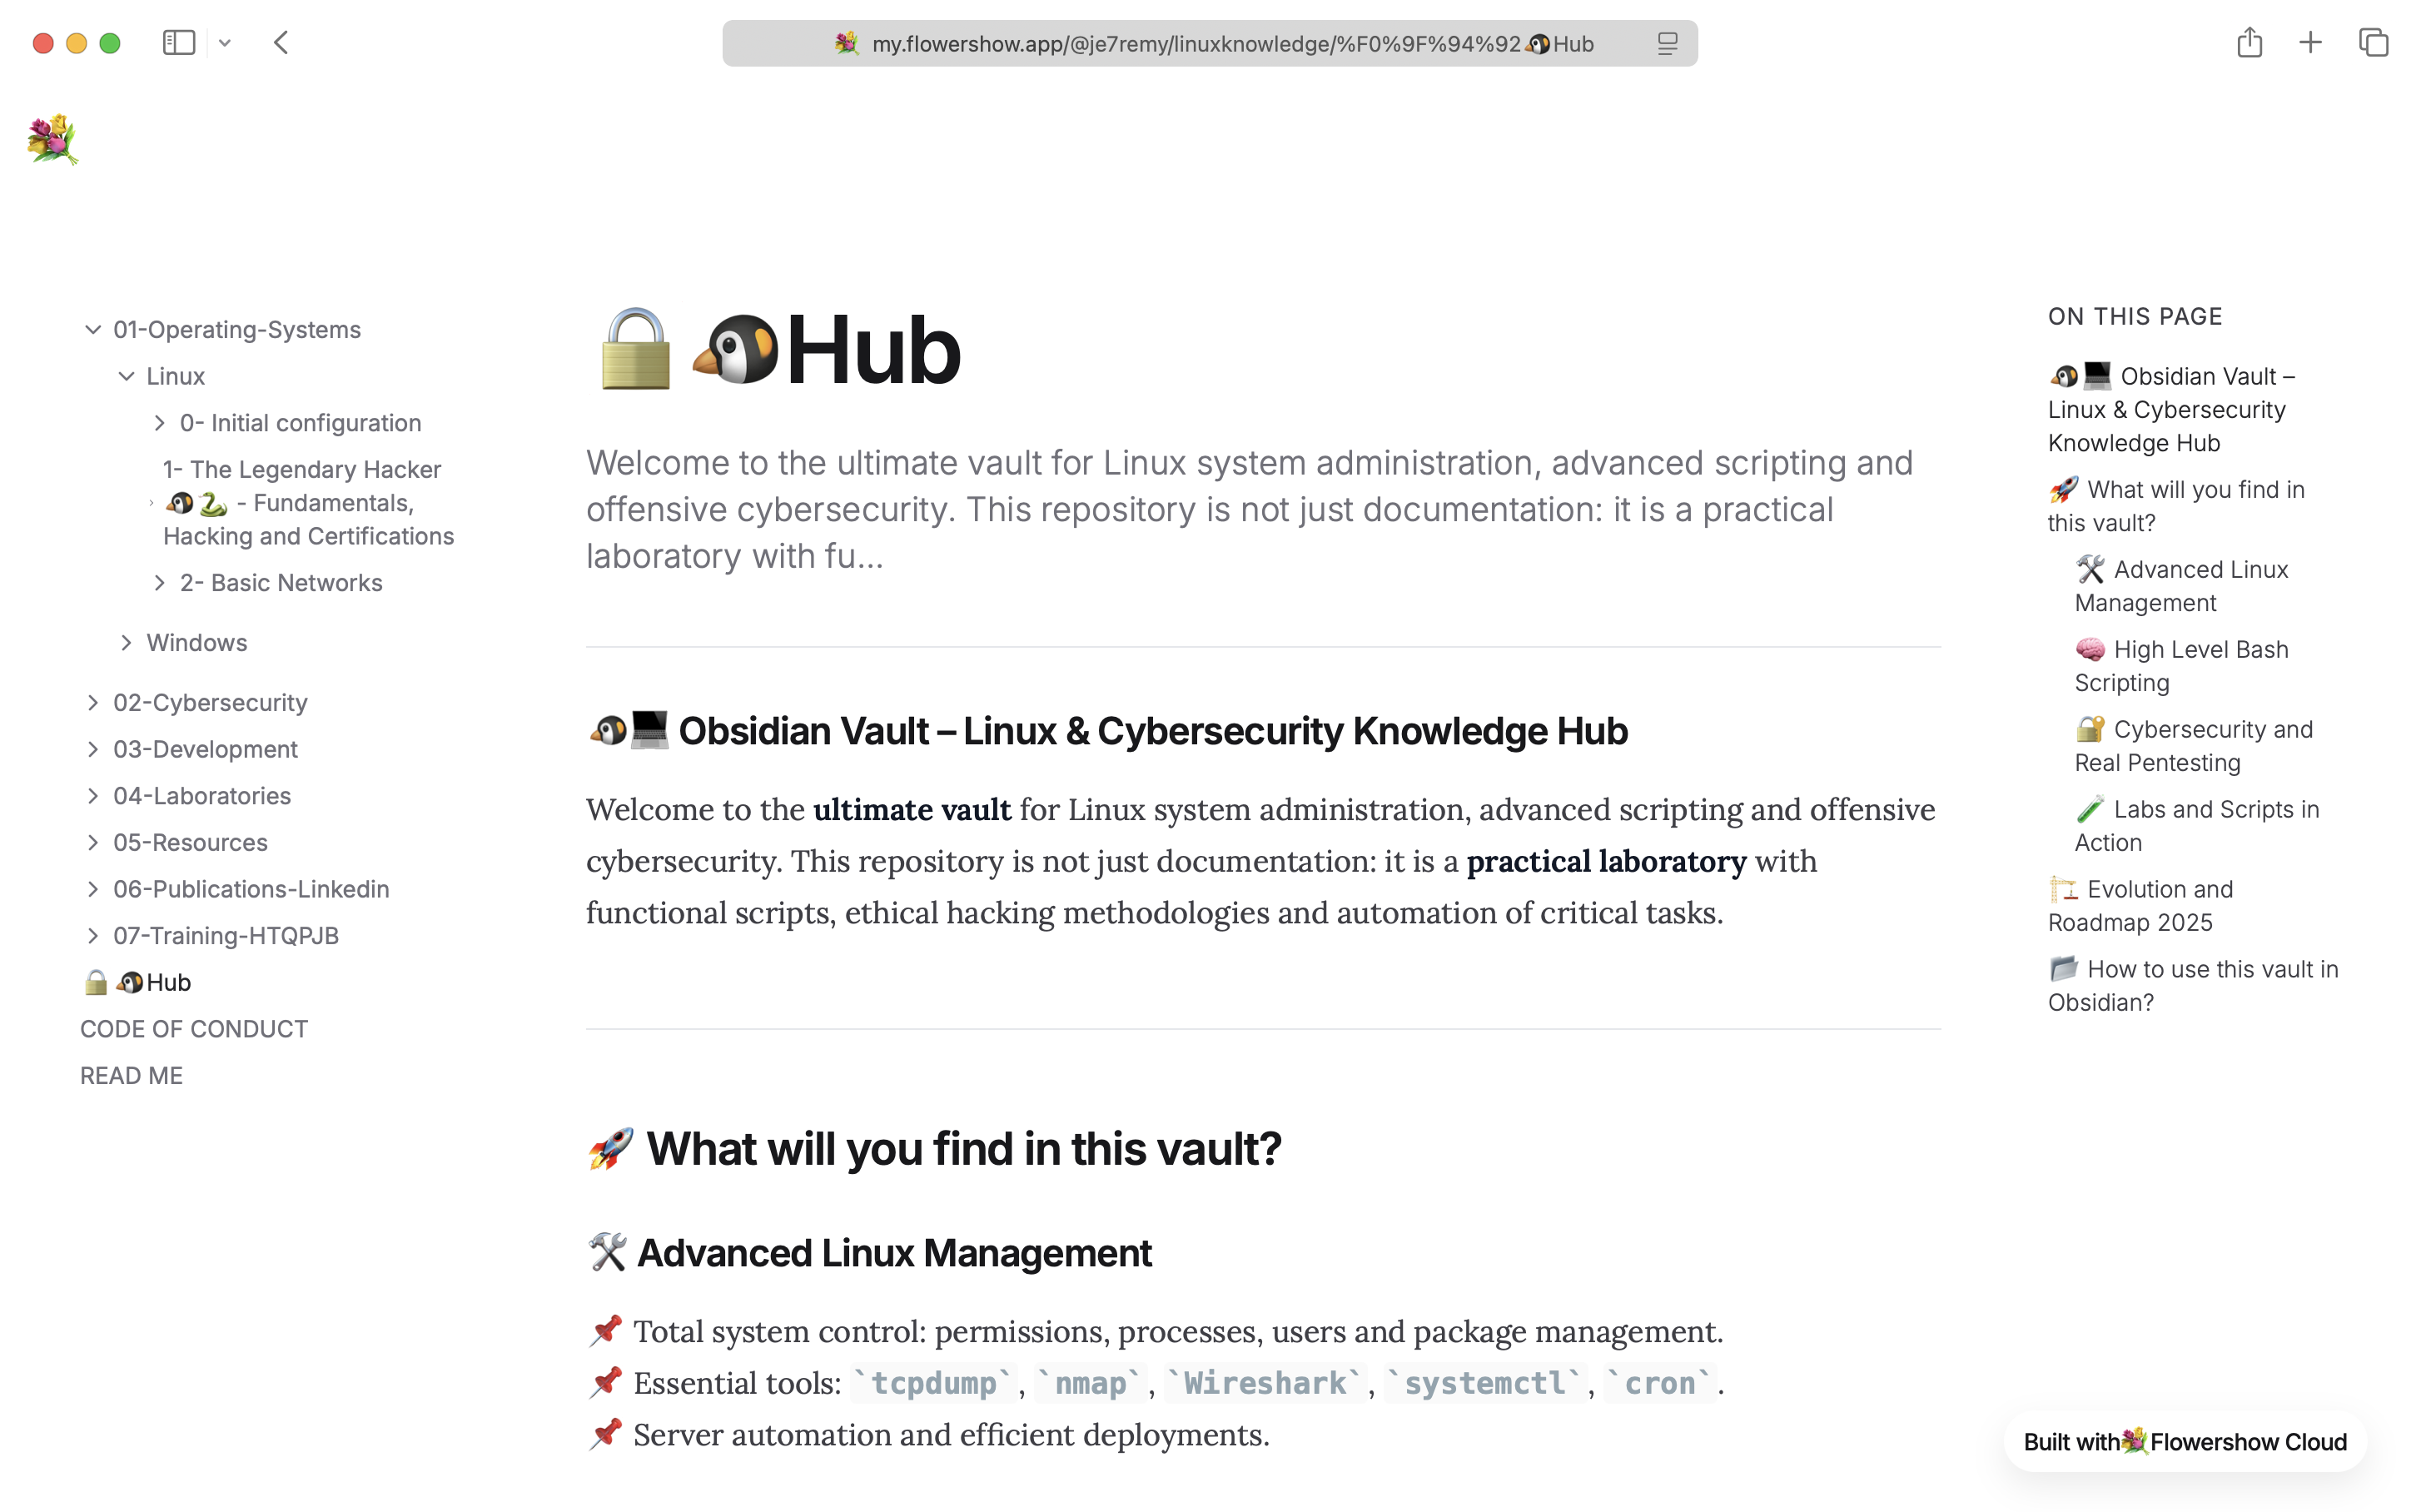 my.flowershow.app/@je7remy/linuxknowledge/%F0%9F%94%92🐧Hub
01-Operating-Systems
Linux
0- Initial configuration
1- The Legendary Hacker
🐧🐍 - Fundamentals,
Hacking and Certifications
2- Basic Networks
Windows
02-Cybersecurity
03-Development
04-Laboratories
05-Resources
06-Publications-Linkedin
07-Training-HTQPJB
🔒🐧Hub
CODE OF CONDUCT
READ ME
🔒🐧Hub
Welcome to the ultimate vault for Linux system administration, advanced scripting and
offensive cybersecurity. This repository is not just documentation: it is a practical
laboratory with fu...
🐧💻 Obsidian Vault – Linux & Cybersecurity Knowledge Hub
Welcome to the ultimate vault for Linux system administration, advanced scripting and offensive
cybersecurity. This repository is not just documentation: it is a practical laboratory with
functional scripts, ethical hacking methodologies and automation of critical tasks.
🚀 What will you find in this vault?
🛠️ Advanced Linux Management
📌 Total system control: permissions, processes, users and package management.
📌 Essential tools: `tcpdump`, `nmap`, `Wireshark`, `systemctl`, `cron`.
📌 Server automation and efficient deployments.
ON THIS PAGE
🐧💻 Obsidian Vault –
Linux & Cybersecurity
Knowledge Hub
🚀 What will you find in
this vault?
🛠️ Advanced Linux
Management
🧠 High Level Bash
Scripting
🔐 Cybersecurity and
Real Pentesting
🧪 Labs and Scripts in
Action
🏗️ Evolution and
Roadmap 2025
📂 How to use this vault in
Obsidian?
Built with💐Flowershow Cloud